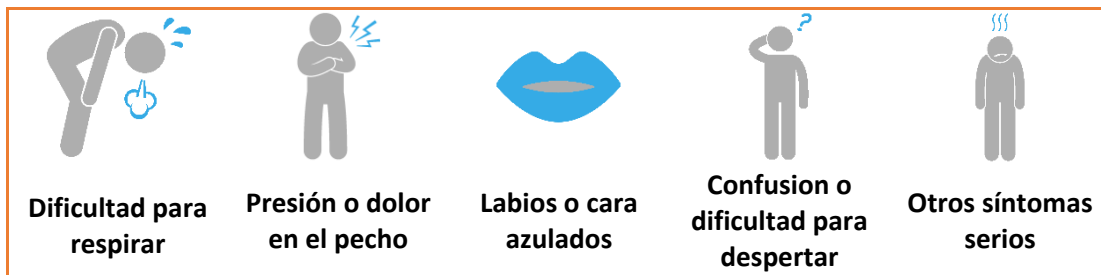 Dificultad para
respirar
Presión o dolor
en el pecho
Labios o cara
azulados
Confusion o
dificultad para
despertar
Otros síntomas
serios
?